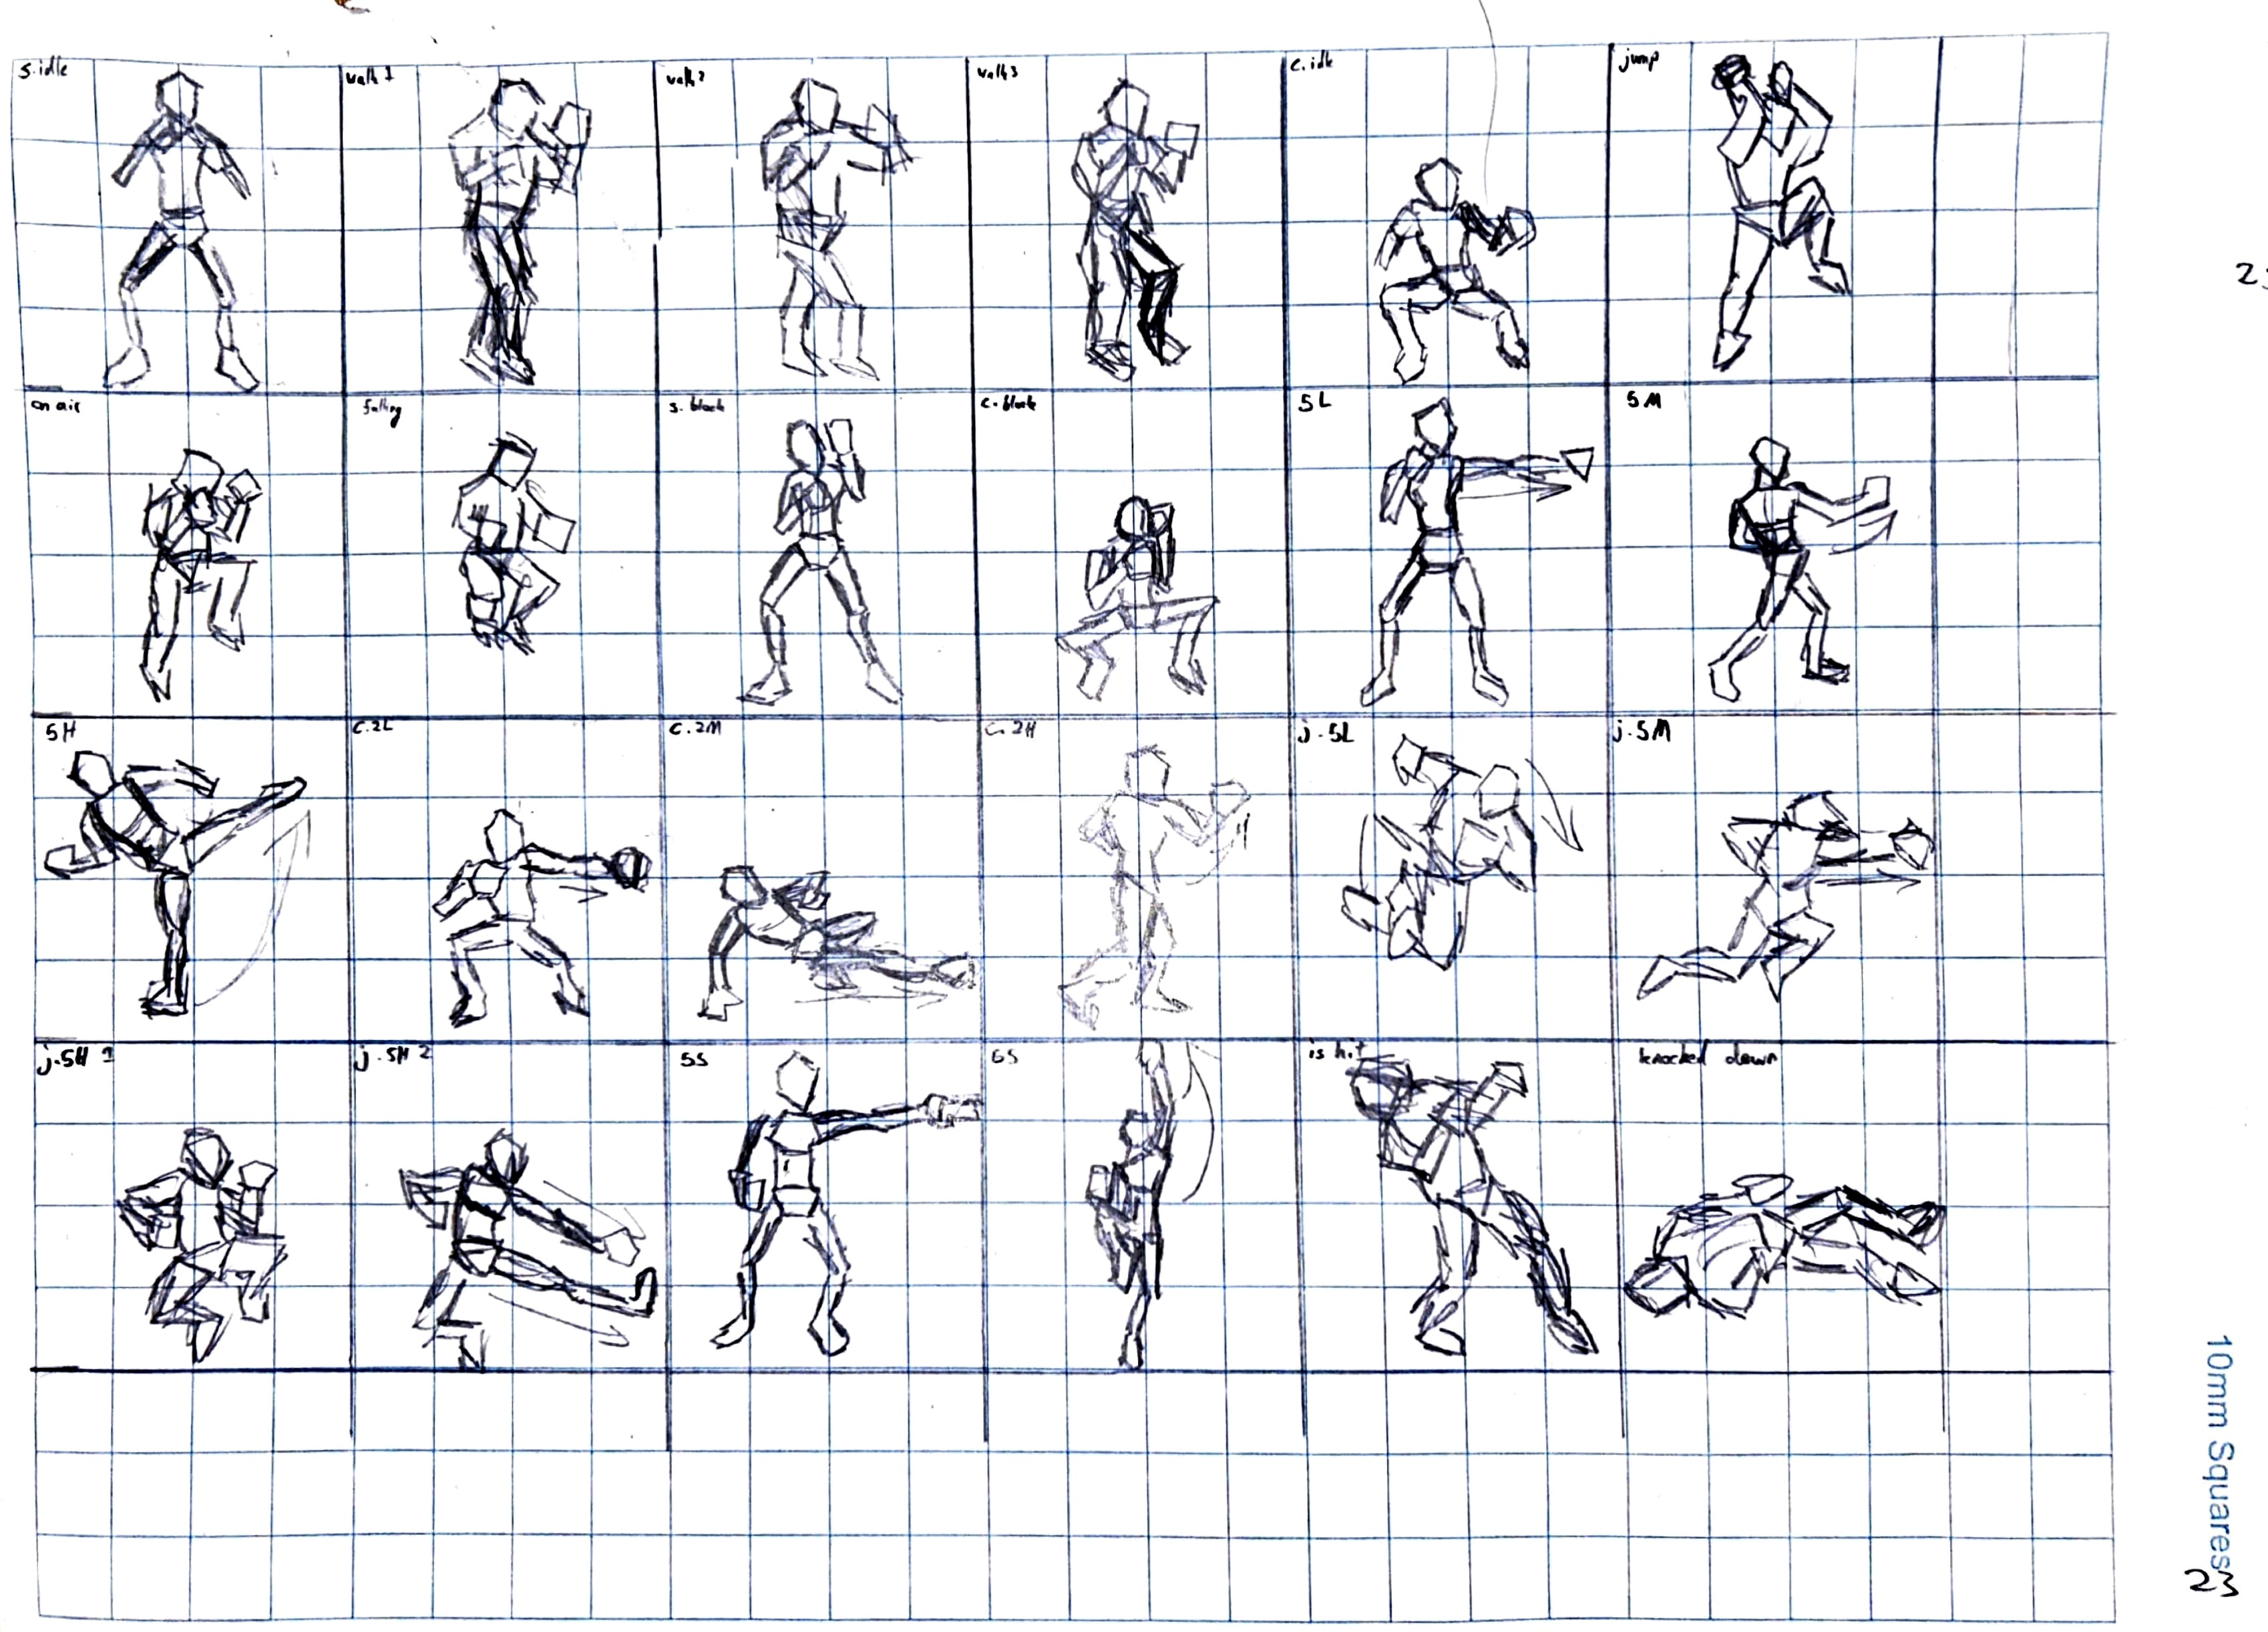 s.idle
walk 1
walk 2
walk 3
c.idle
jump
on air
falling
s. block
c. block
5L
5M
5H
c.2L
c.2M
c.2H
j.5L
j.5M
j.5H 1
j.5H 2
5S
6S
is hit
knocked down
10mm Squares
23